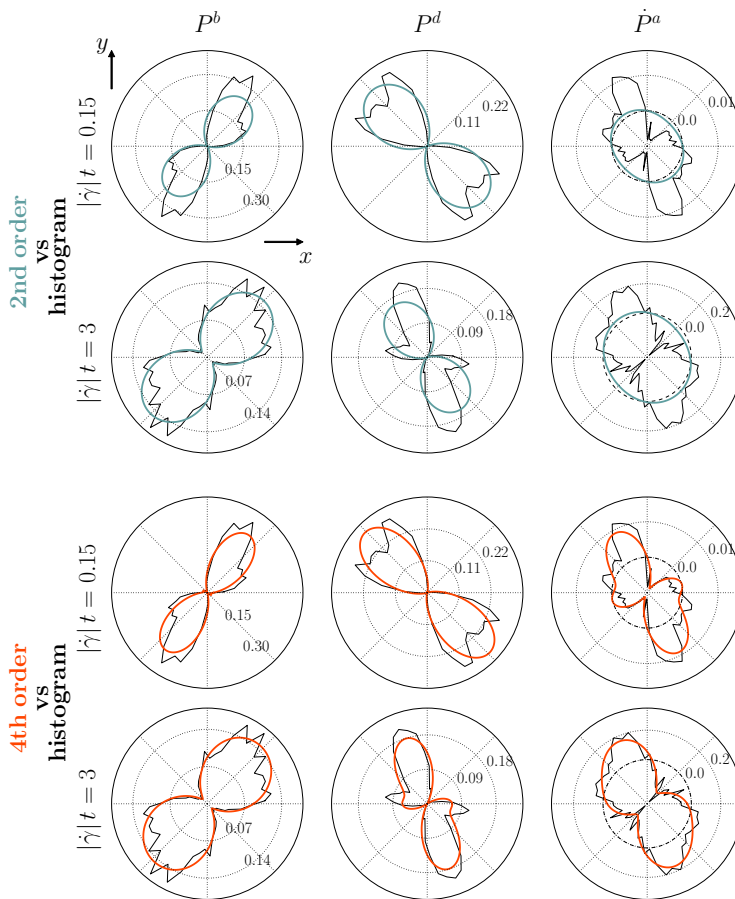 P^b P^d Ṗ^a
y
|γ̇| t = 0.15
0.15
0.30
0.11
0.22
0.0
0.01
x
2nd order
vs
histogram
|γ̇| t = 3
0.07
0.14
0.09
0.18
0.0
0.2
|γ̇| t = 0.15
0.15
0.30
0.11
0.22
0.0
0.01
4th order
vs
histogram
|γ̇| t = 3
0.07
0.14
0.09
0.18
0.0
0.2